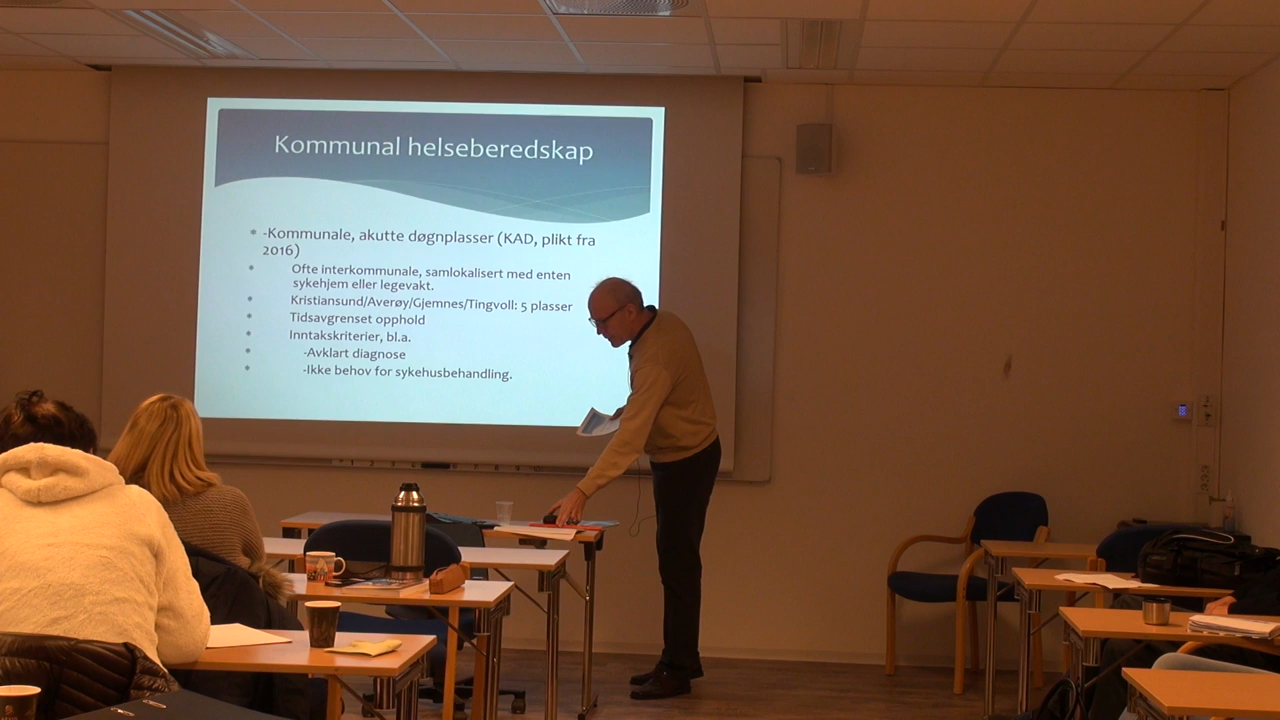 Kommunal helseberedskap
-Kommunale, akutte døgnplasser (KAD, plikt fra
2016)
Ofte interkommunale, samlokalisert med enten
sykehjem eller legevakt.
Kristiansund/Averøy/Gjemnes/Tingvoll: 5 plasser
Tidsavgrenset opphold
Inntakskriterier, bl.a.
-Avklart diagnose
-Ikke behov for sykehusbehandling.